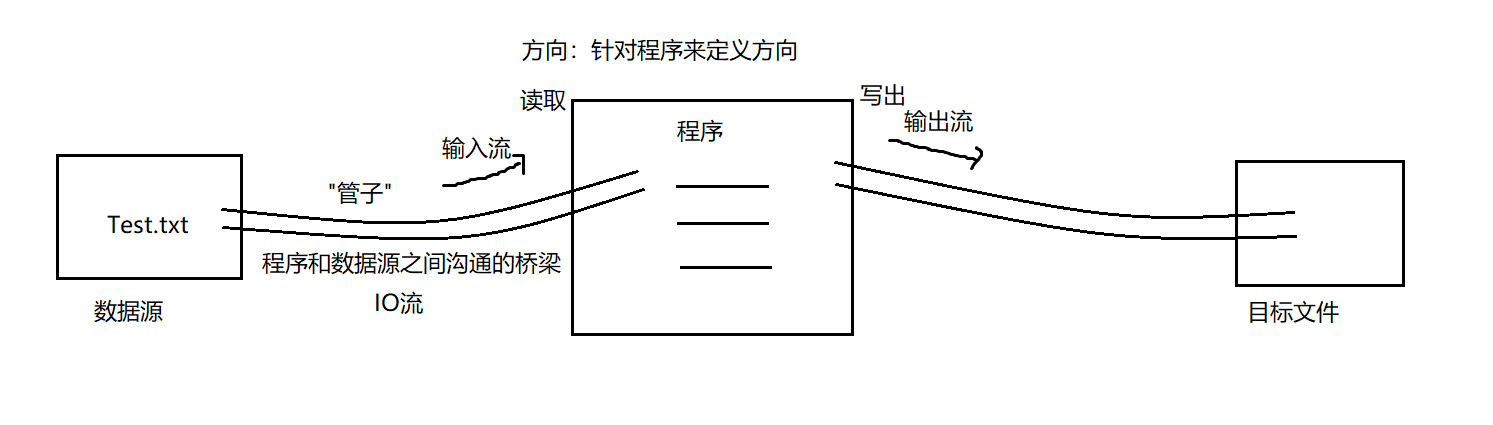 方向：针对程序来定义方向
读取
写出
程序
输出流
输入流
"管子"
Test.txt
程序和数据源之间沟通的桥梁
IO流
数据源
目标文件